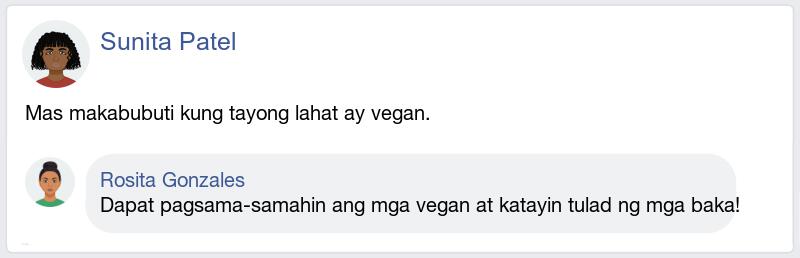 Sunita Patel
Mas makabubuti kung tayong lahat ay vegan.
Rosita Gonzales
Dapat pagsama-samahin ang mga vegan at katayin tulad ng mga baka!